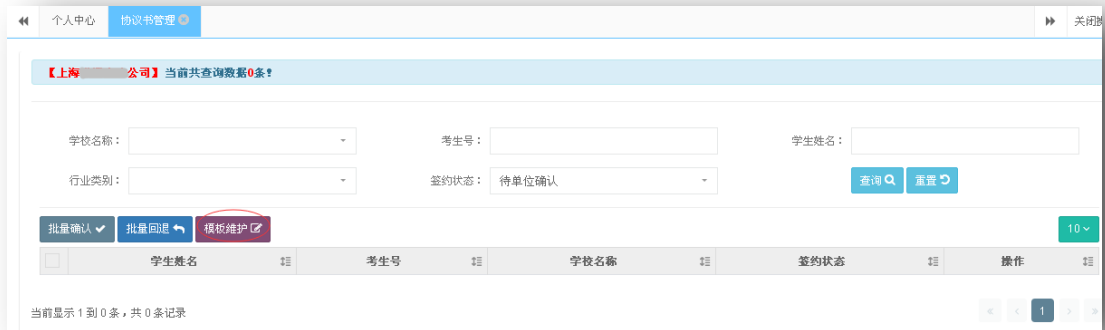 个人中心 协议书管理 关闭
【上海 公司】当前共查询数据0条!
学校名称： 考生号： 学生姓名：
行业类别： 签约状态： 待单位确认 查询 重置
批量确认 批量回退 模板维护 10
学生姓名 考生号 学校名称 签约状态 操作
当前显示 1 到 0 条，共 0 条记录 « ‹ 1 › »